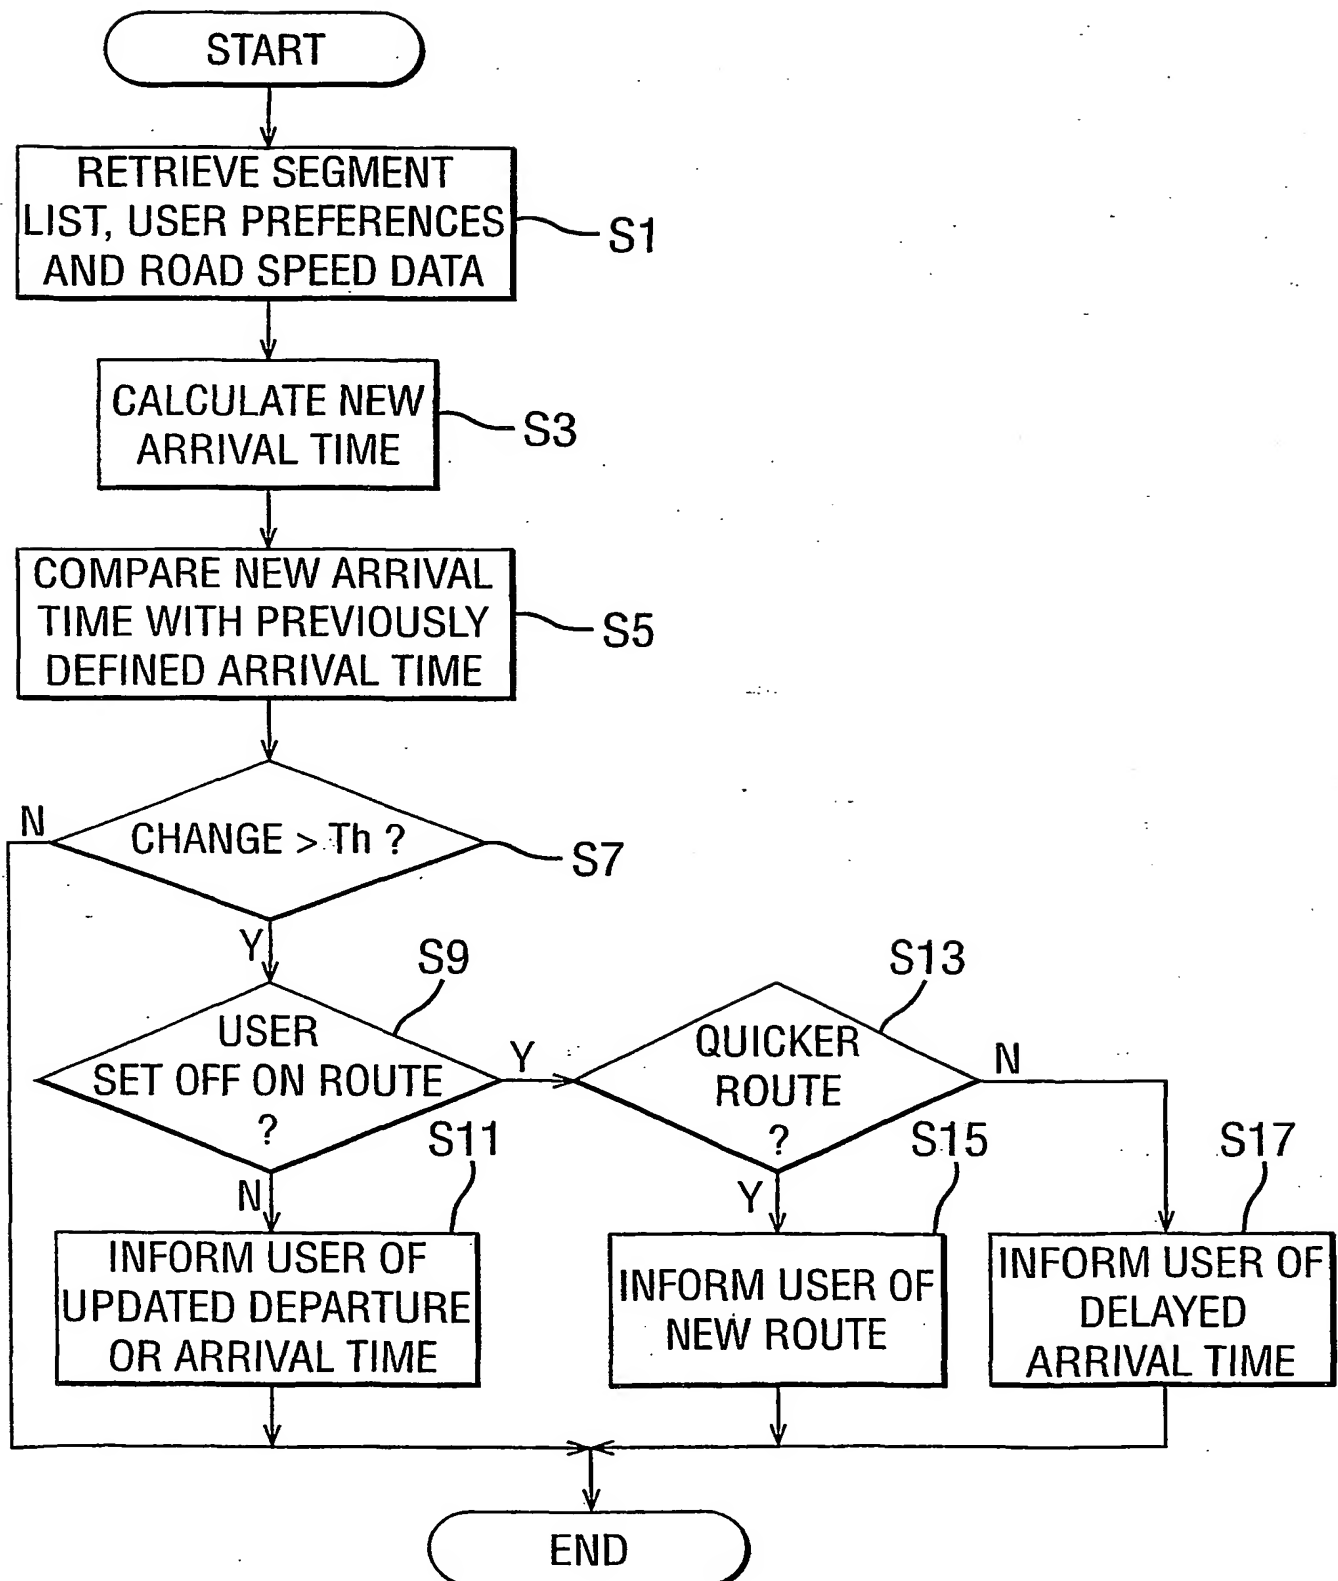 START
RETRIEVE SEGMENT
LIST, USER PREFERENCES
AND ROAD SPEED DATA
S1
CALCULATE NEW
ARRIVAL TIME
S3
COMPARE NEW ARRIVAL
TIME WITH PREVIOUSLY
DEFINED ARRIVAL TIME
S5
N
CHANGE > Th ?
S7
Y
S9
USER
SET OFF ON ROUTE
?
Y
S13
QUICKER
ROUTE
?
N
N
S11
INFORM USER OF
UPDATED DEPARTURE
OR ARRIVAL TIME
Y
S15
INFORM USER OF
NEW ROUTE
S17
INFORM USER OF
DELAYED
ARRIVAL TIME
END